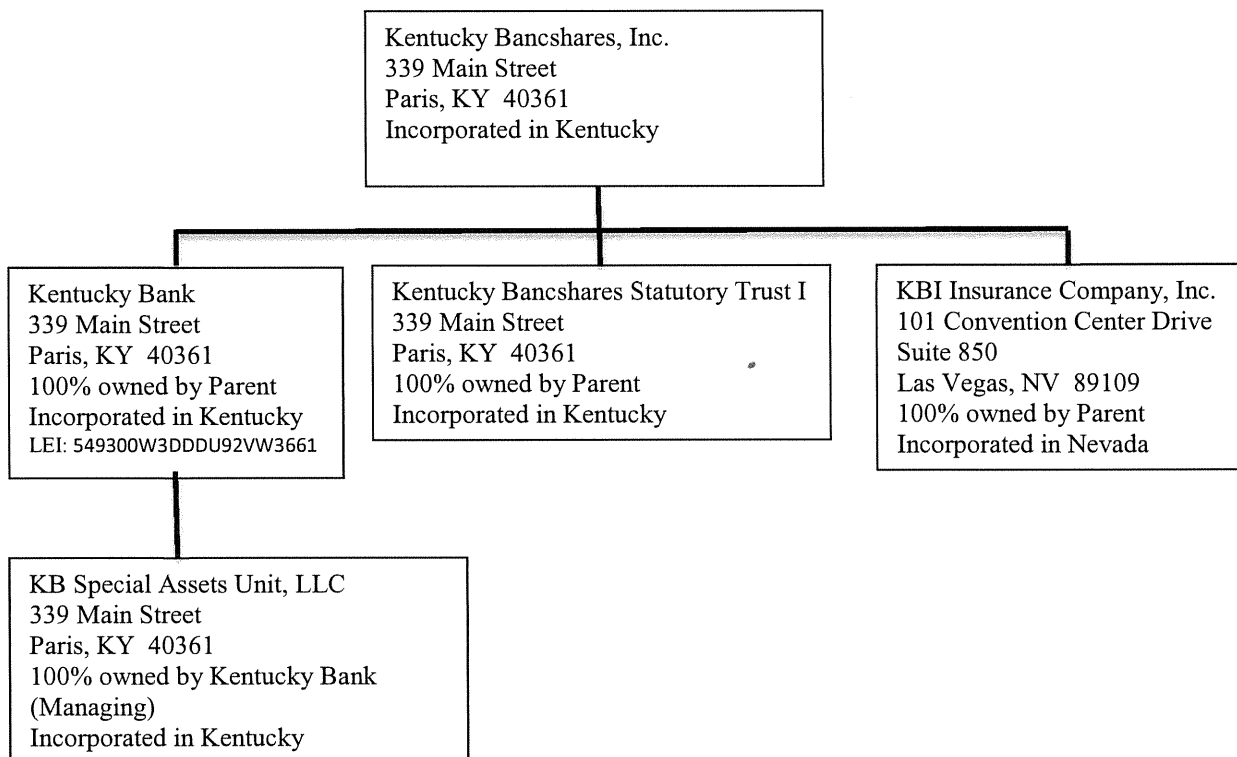 Kentucky Bancshares, Inc.
339 Main Street
Paris, KY 40361
Incorporated in Kentucky
Kentucky Bank
339 Main Street
Paris, KY 40361
100% owned by Parent
Incorporated in Kentucky
LEI: 549300W3DDDU92VW3661
Kentucky Bancshares Statutory Trust I
339 Main Street
Paris, KY 40361
100% owned by Parent
Incorporated in Kentucky
KBI Insurance Company, Inc.
101 Convention Center Drive
Suite 850
Las Vegas, NV 89109
100% owned by Parent
Incorporated in Nevada
KB Special Assets Unit, LLC
339 Main Street
Paris, KY 40361
100% owned by Kentucky Bank
(Managing)
Incorporated in Kentucky